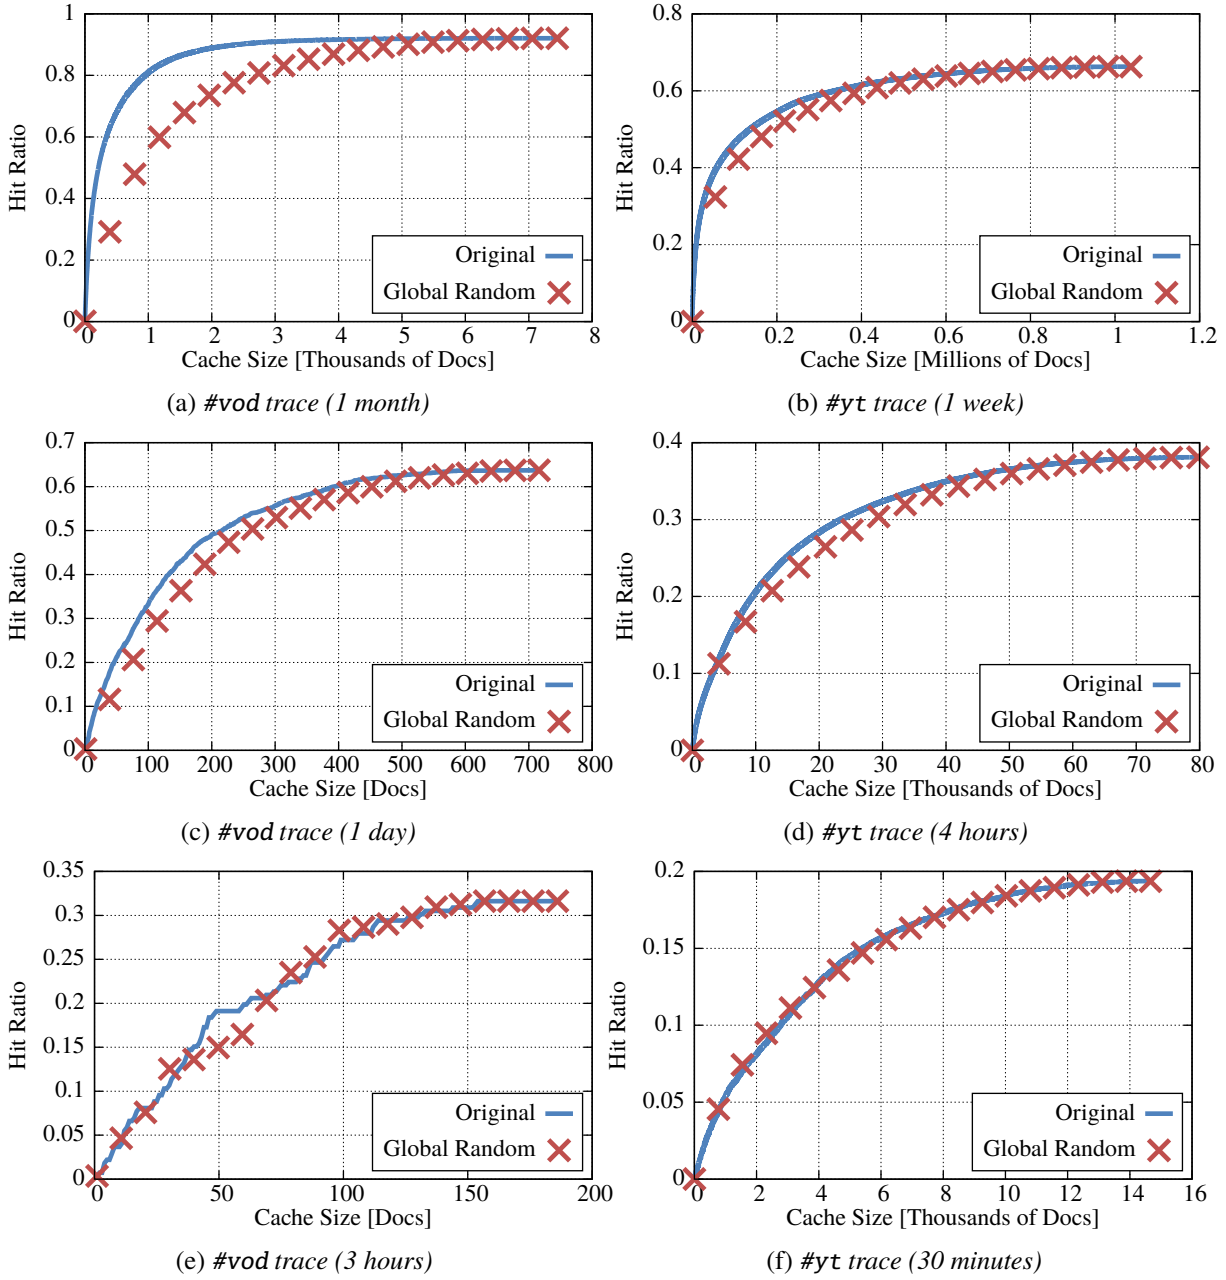 1
0.8
0.6
0.4
0.2
0
Hit Ratio
0 1 2 3 4 5 6 7 8
Cache Size [Thousands of Docs]
Original
Global Random
(a) #vod trace (1 month)
0.8
0.6
0.4
0.2
0
Hit Ratio
0 0.2 0.4 0.6 0.8 1 1.2
Cache Size [Millions of Docs]
Original
Global Random
(b) #yt trace (1 week)
0.7
0.6
0.5
0.4
0.3
0.2
0.1
0
Hit Ratio
0 100 200 300 400 500 600 700 800
Cache Size [Docs]
Original
Global Random
(c) #vod trace (1 day)
0.4
0.3
0.2
0.1
0
Hit Ratio
0 10 20 30 40 50 60 70 80
Cache Size [Thousands of Docs]
Original
Global Random
(d) #yt trace (4 hours)
0.35
0.3
0.25
0.2
0.15
0.1
0.05
0
Hit Ratio
0 50 100 150 200
Cache Size [Docs]
Original
Global Random
(e) #vod trace (3 hours)
0.2
0.15
0.1
0.05
0
Hit Ratio
0 2 4 6 8 10 12 14 16
Cache Size [Thousands of Docs]
Original
Global Random
(f) #yt trace (30 minutes)